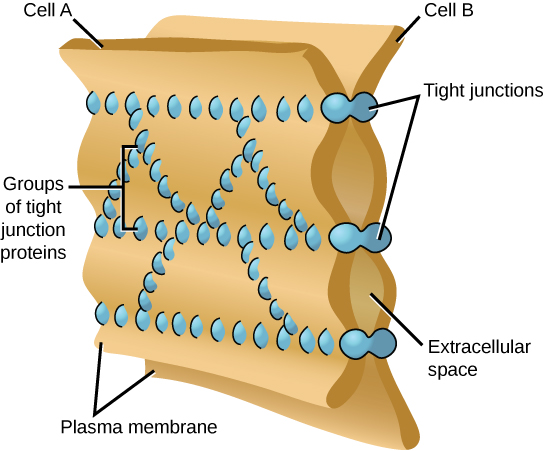 Cell A
Cell B
Tight junctions
Groups
of tight
junction
proteins
Extracellular
space
Plasma membrane